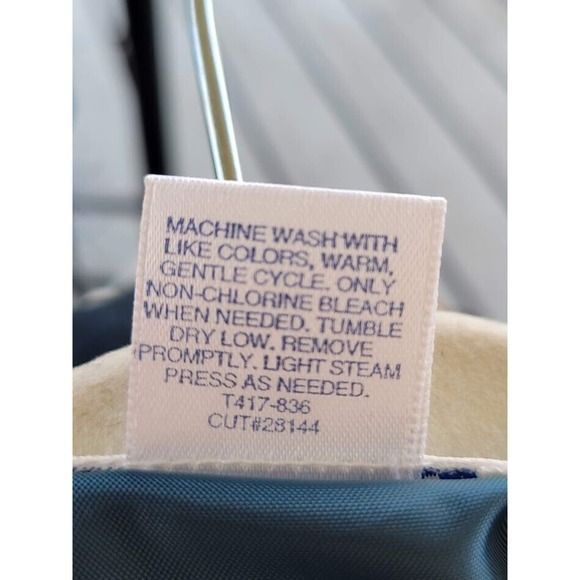 MACHINE WASH WITH
LIKE COLORS, WARM,
GENTLE CYCLE. ONLY
NON-CHLORINE BLEACH
WHEN NEEDED. TUMBLE
DRY LOW. REMOVE
PROMPTLY. LIGHT STEAM
PRESS AS NEEDED.
T417-836
CUT#28144